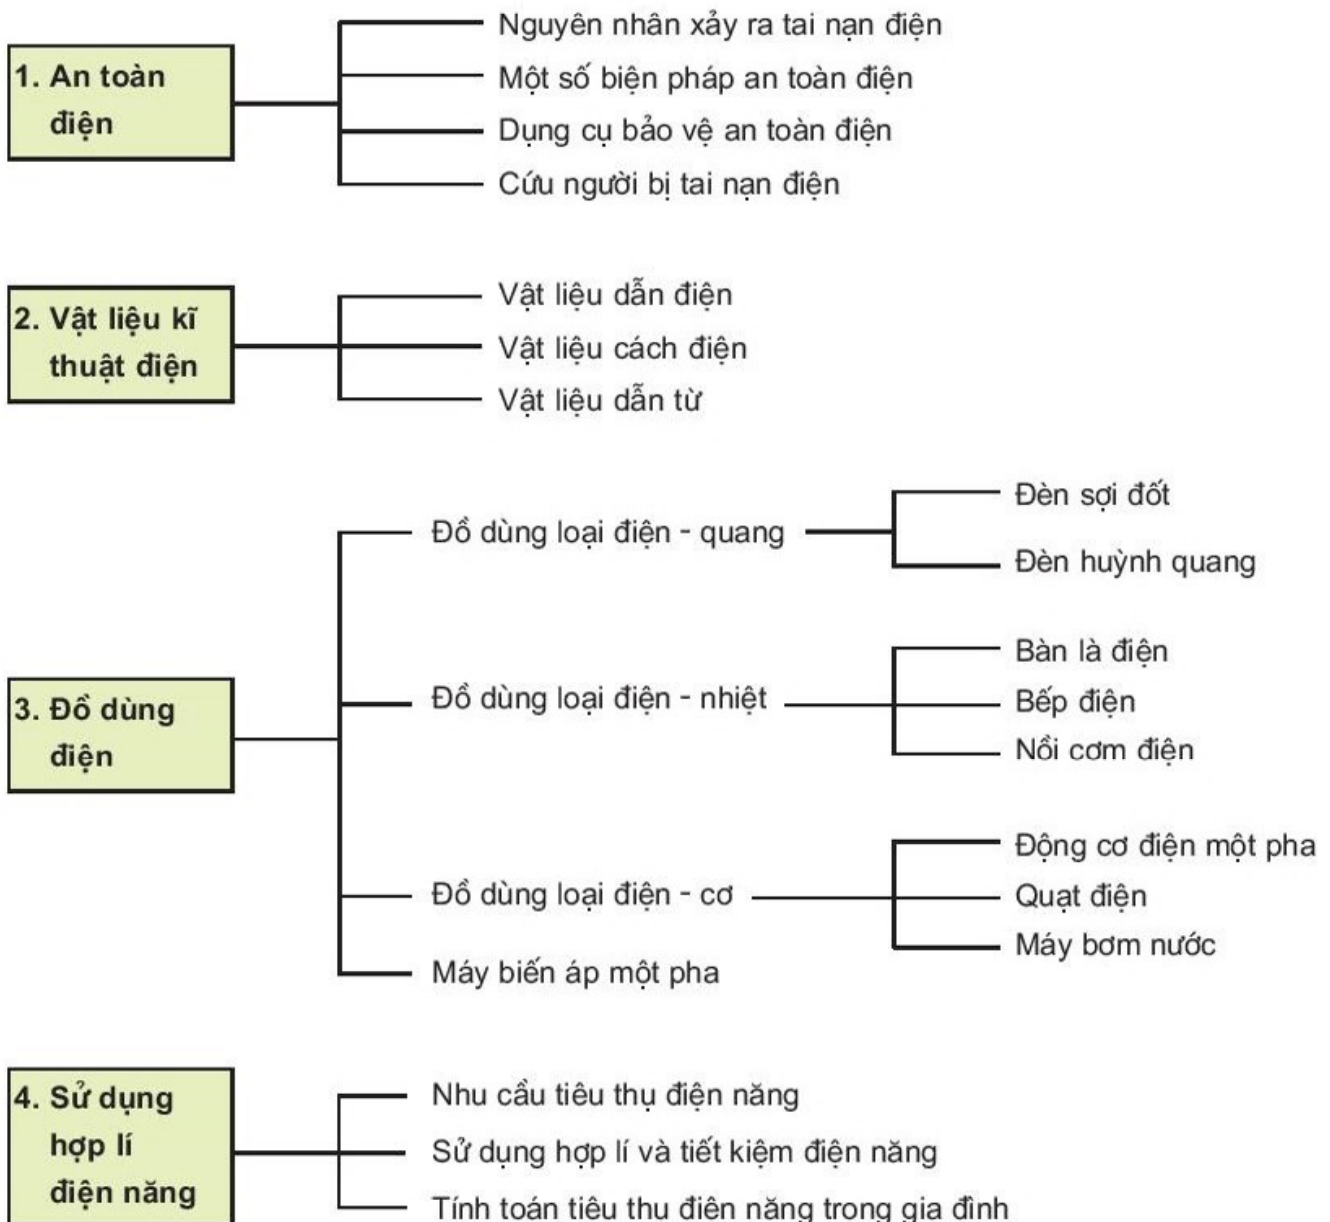 1. An toàn
điện
Nguyên nhân xảy ra tai nạn điện
Một số biện pháp an toàn điện
Dụng cụ bảo vệ an toàn điện
Cứu người bị tai nạn điện
2. Vật liệu kĩ
thuật điện
Vật liệu dẫn điện
Vật liệu cách điện
Vật liệu dẫn từ
3. Đồ dùng
điện
Đồ dùng loại điện - quang
Đèn sợi đốt
Đèn huỳnh quang
Đồ dùng loại điện - nhiệt
Bàn là điện
Bếp điện
Nồi cơm điện
Đồ dùng loại điện - cơ
Động cơ điện một pha
Quạt điện
Máy bơm nước
Máy biến áp một pha
4. Sử dụng
hợp lí
điện năng
Nhu cầu tiêu thụ điện năng
Sử dụng hợp lí và tiết kiệm điện năng
Tính toán tiêu thụ điện năng trong gia đình